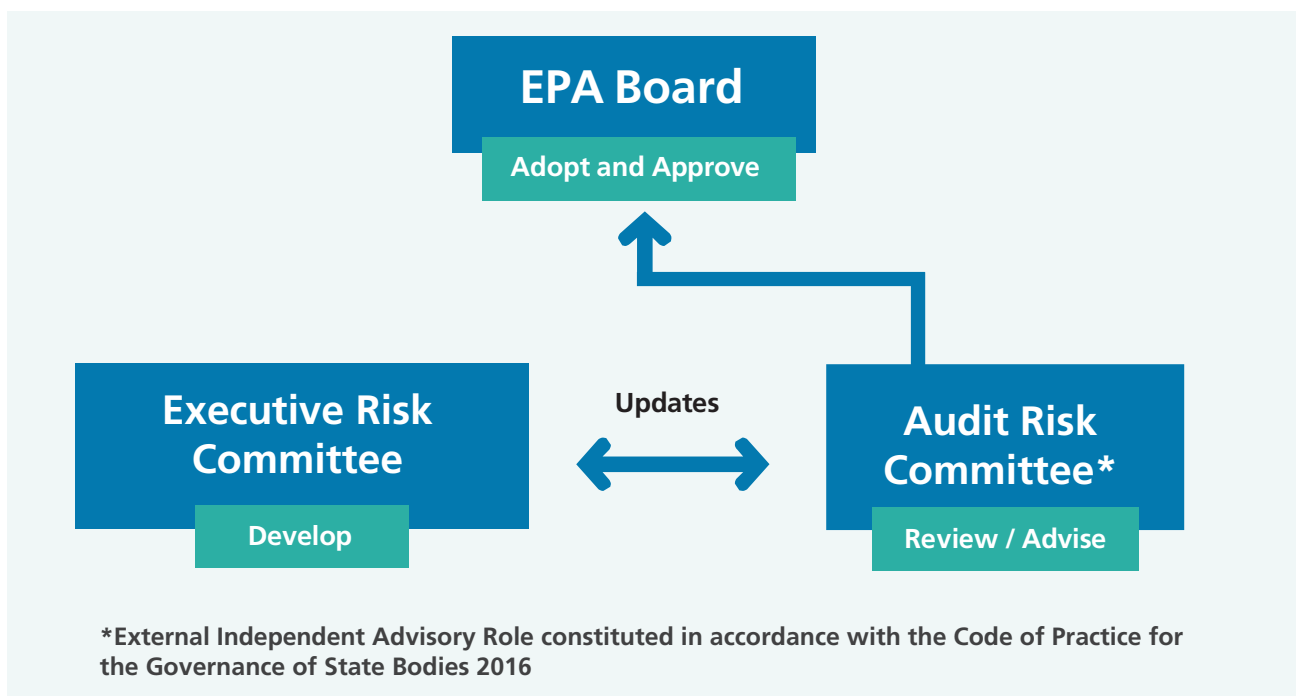 EPA Board
Adopt and Approve
Executive Risk
Committee
Develop
Updates
Audit Risk
Committee*
Review / Advise
*External Independent Advisory Role constituted in accordance with the Code of Practice for
the Governance of State Bodies 2016